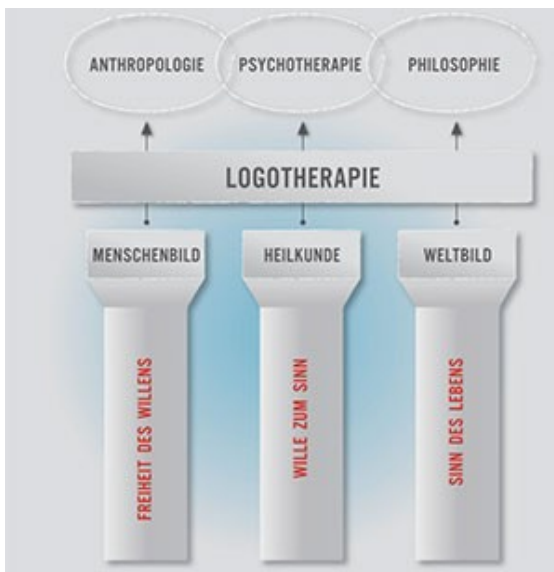 ANTHROPOLOGIE
PSYCHOTHERAPIE
PHILOSOPHIE
LOGOTHERAPIE
MENSCHENBILD
HEILKUNDE
WELTBILD
FREIHEIT DES WILLENS
WILLE ZUM SINN
SINN DES LEBENS